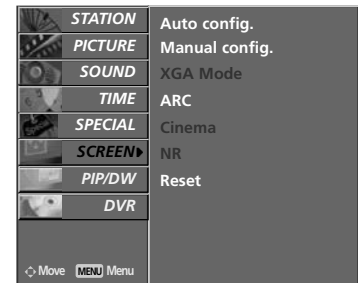 STATION
PICTURE
SOUND
TIME
SPECIAL
SCREEN
PIP/DW
DVR
Move MENU Menu
Auto config.
Manual config.
XGA Mode
ARC
Cinema
NR
Reset